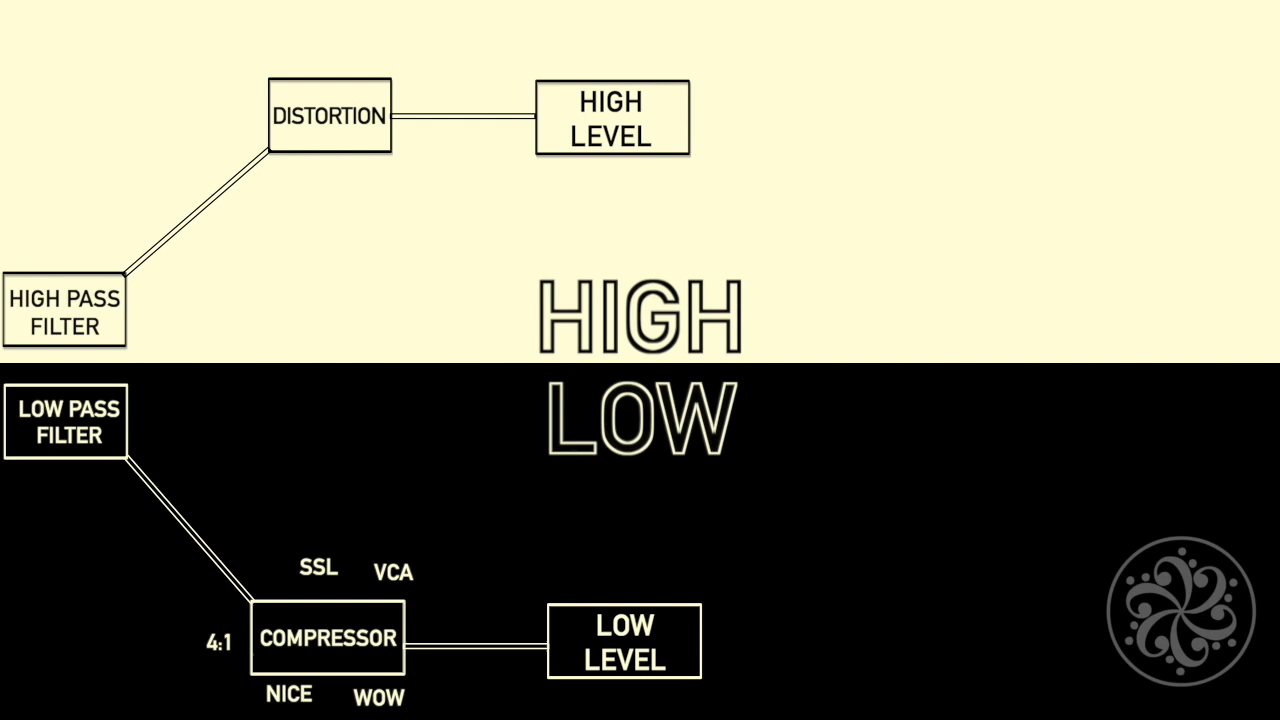 DISTORTION
HIGH
LEVEL
HIGH PASS
FILTER
HIGH
LOW
LOW PASS
FILTER
SSL
VCA
4:1
COMPRESSOR
LOW
LEVEL
NICE
WOW